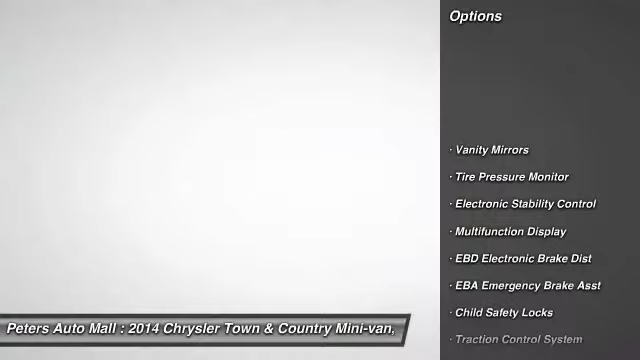 Options
· Vanity Mirrors
· Tire Pressure Monitor
· Electronic Stability Control
· Multifunction Display
· EBD Electronic Brake Dist
· EBA Emergency Brake Asst
· Child Safety Locks
· Traction Control System
Peters Auto Mall : 2014 Chrysler Town & Country Mini-van,